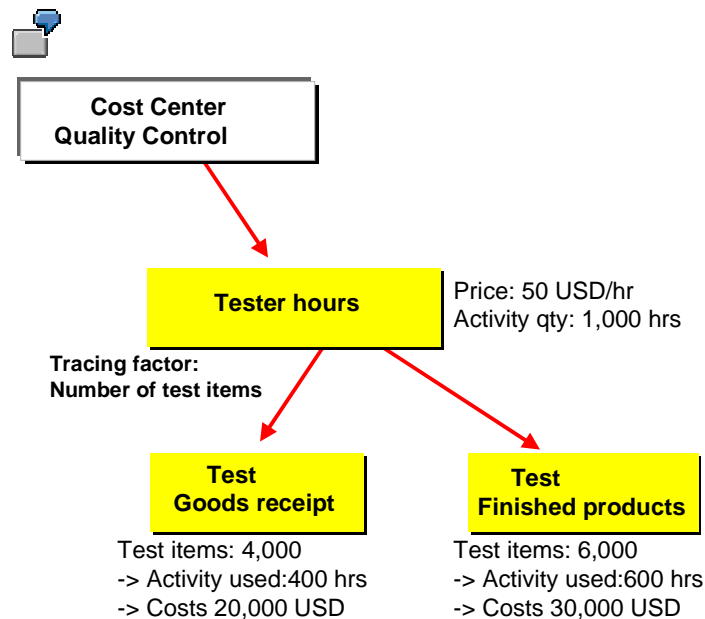 Cost Center
Quality Control
Tester hours
Price: 50 USD/hr
Activity qty: 1,000 hrs
Tracing factor:
Number of test items
Test
Goods receipt
Test items: 4,000
-> Activity used:400 hrs
-> Costs 20,000 USD
Test
Finished products
Test items: 6,000
-> Activity used:600 hrs
-> Costs 30,000 USD